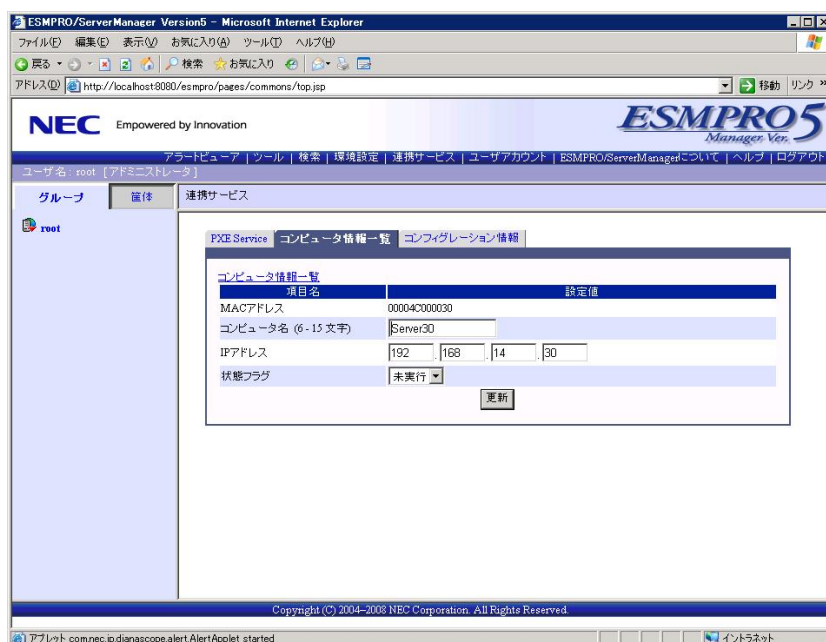 ESMPRO/ServerManager Version5 - Microsoft Internet Explorer
ファイル(F) 編集(E) 表示(V) お気に入り(A) ツール(T) ヘルプ(H)
戻る 検索 お気に入り
アドレス(D) http://localhost:8080/esmpro/pages/commons/top.jsp 移動 リンク »
NEC Empowered by Innovation ESMPRO5
Manager. Ver.
アラートビューア | ツール | 検索 | 環境設定 | 連携サービス | ユーザアカウント | ESMPRO/ServerManagerについて | ヘルプ | ログアウト
ユーザ名: root [アドミニストレータ]
グループ 筐体 連携サービス
root
PXE Service コンピュータ情報一覧 コンフィグレーション情報
コンピュータ情報一覧
項目名 設定値
MACアドレス 00004C000030
コンピュータ名 (6 - 15 文字) Server30
IPアドレス 192 . 168 . 14 . 30
状態フラグ 未実行
更新
Copyright (C) 2004–2008 NEC Corporation. All Rights Reserved.
アプレット com.nec.jp.dianascope.alert.AlertApplet started イントラネット